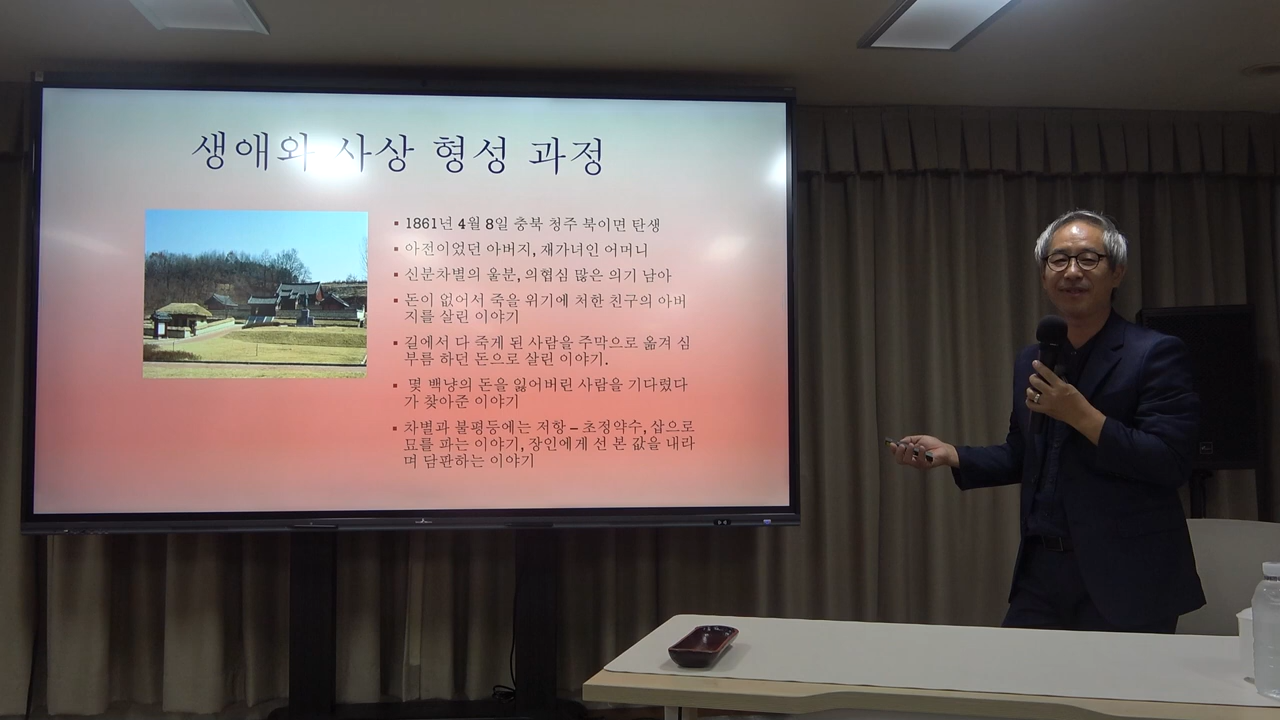 생애와 사상 형성 과정
▪ 1861년 4월 8일 충북 청주 북이면 탄생
▪ 아전이었던 아버지, 재가녀인 어머니
▪ 신분차별의 울분, 의협심 많은 의기 남아
▪ 돈이 없어서 죽을 위기에 처한 친구의 아버
지를 살린 이야기
▪ 길에서 다 죽게 된 사람을 주막으로 옮겨 심
부름 하던 돈으로 살린 이야기.
▪ 몇 백냥의 돈을 잃어버린 사람을 기다렸다
가 찾아준 이야기
▪ 차별과 불평등에는 저항 – 초정약수, 삽으로
묘를 파는 이야기, 장인에게 선 본 값을 내라
며 담판하는 이야기